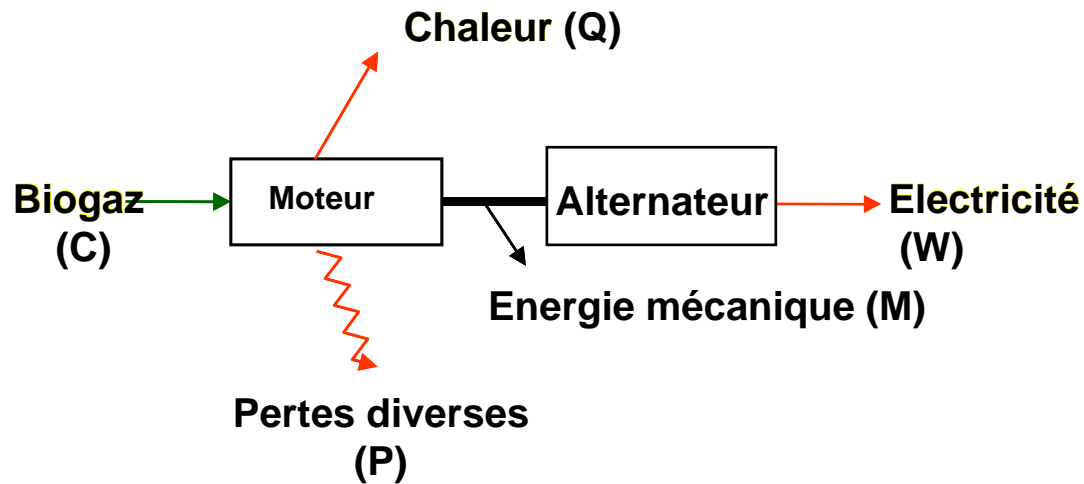 Chaleur (Q)
Biogaz
(C)
Moteur
Alternateur
Electricité
(W)
Energie mécanique (M)
Pertes diverses
(P)